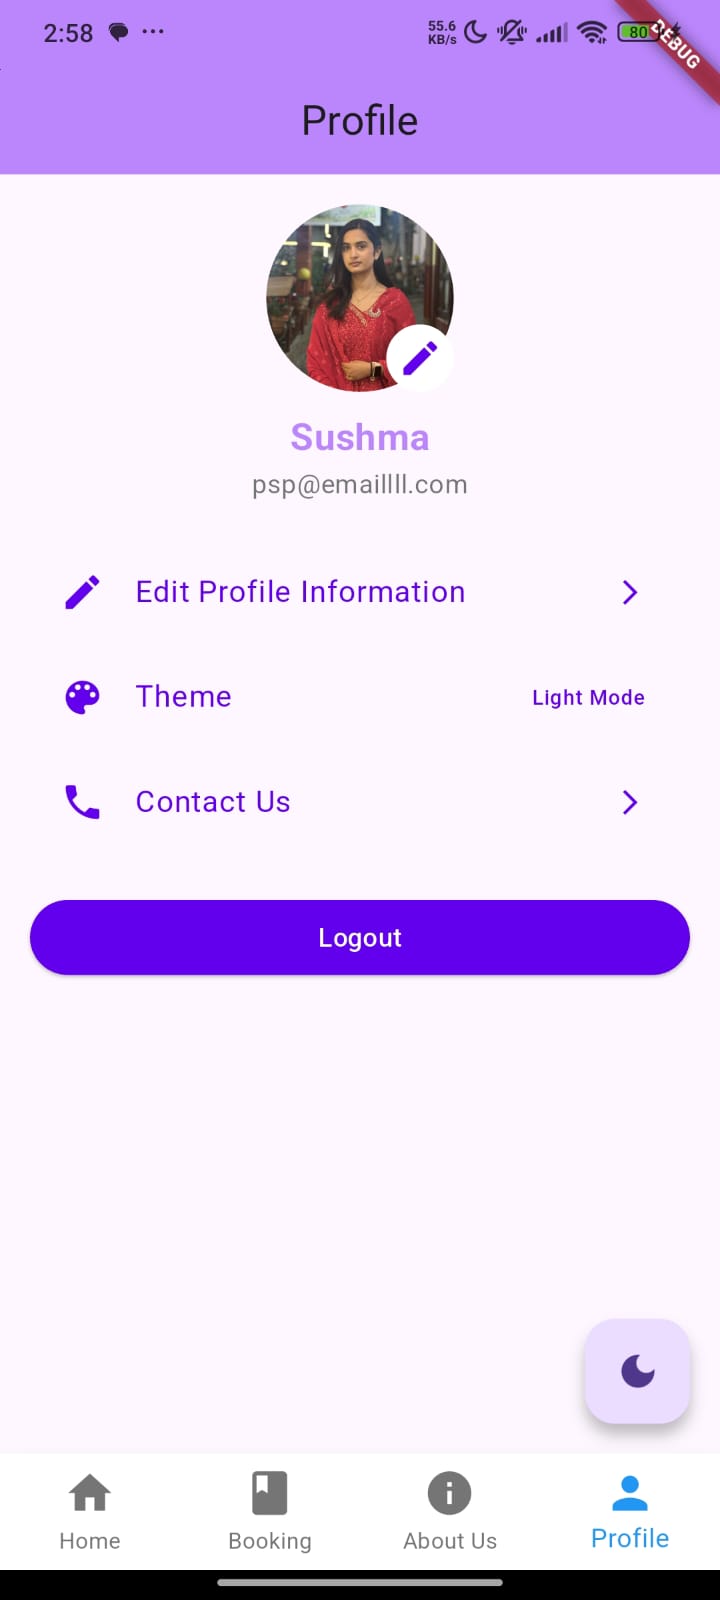 2:58
55.6
KB/s
80
DEBUG
Profile
Sushma
psp@emaillll.com
Edit Profile Information
Theme
Light Mode
Contact Us
Logout
Home
Booking
About Us
Profile